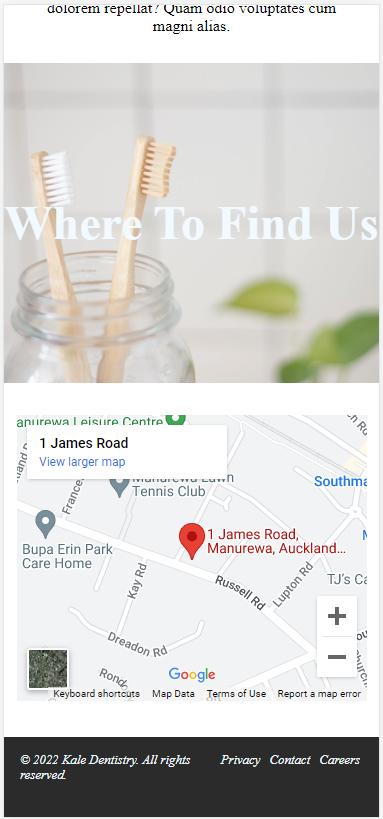 dolorem repellat? Quam odio voluptates cum
magni alias.
Where To Find Us
anurewa Leisure Centre
1 James Road
View larger map
Manurewa Lawn
Tennis Club
Southma
Bupa Erin Park
Care Home
1 James Road,
Manurewa, Auckland...
Frances
Kay Rd
Russell Rd
Lupton Rd
TJ's Ca
Dreadon Rd
Google
Keyboard shortcuts Map Data Terms of Use Report a map error
© 2022 Kale Dentistry. All rights
reserved.
Privacy Contact Careers